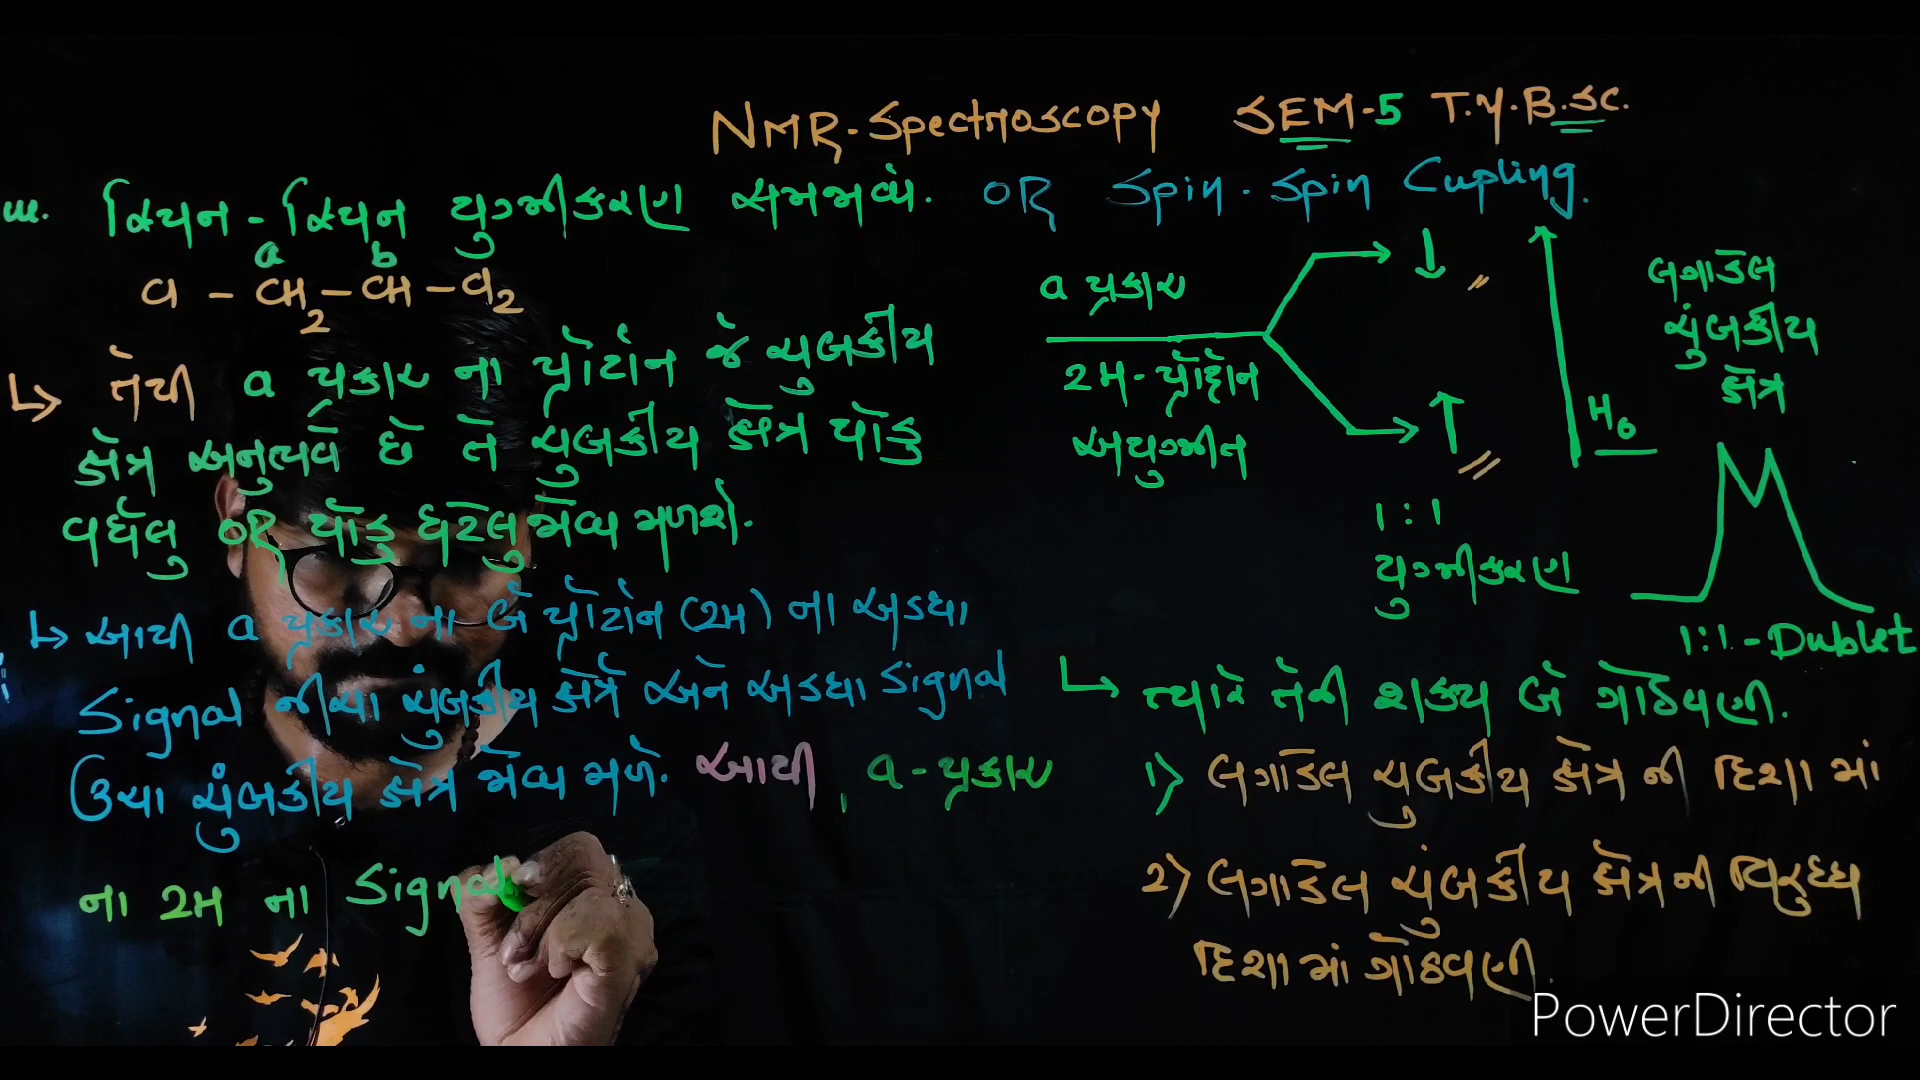 NMR-Spectroscopy SEM-5 T.Y.B.Sc.
સ્પિન-સ્પિન યુગ્મીકરણ સમજાવો. OR Spin-Spin Cupling.
a b
Cl - CH2 - CH - Cl2
↳ તેથી a પ્રકાર ના પ્રોટોન જે ચુબકીય
ક્ષેત્ર અનુભવે છે તે ચુબકીય ક્ષેત્ર થોડુ
વધેલુ OR થોડુ ઘટેલુ જોવા મળશે.
↳ આથી a પ્રકાર ના બે પ્રોટોન (2H) ના અડધા
Signal નીચા ચુંબકીય ક્ષેત્રે અને અડધા Signal
ઉચા ચુંબકીય ક્ષેત્રે જોવા મળે. આથી, a-પ્રકાર
ના 2H ના Signal
a પ્રકાર
2H-પ્રોટોન
અયુગ્મીત
1:1
યુગ્મીકરણ
H0
લગાડેલ
ચુંબકીય
ક્ષેત્ર
1:1-Dublet
↳ ત્યારે તેની શક્ય બે ગોઠવણી.
1) લગાડેલ ચુબકીય ક્ષેત્ર ની દિશા માં
2) લગાડેલ ચુંબકીય ક્ષેત્ર ની વિરુધ્ધ
દિશા માં ગોઠવણી.
PowerDirector